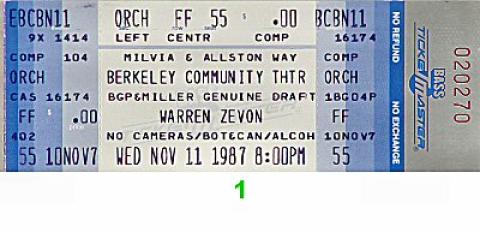 EBCBN11 ORCH FF 55 $ .00 BCBN11
9X 1414 LEFT CENTR COMP 16174
COMP 104 MILVIA & ALLSTON WAY COMP
ORCH BERKELEY COMMUNITY THTR ORCH
CAS 16174 BGP&MILLER GENUINE DRAFT 18G04P
FF $ .00 WARREN ZEVON FF
402 NO CAMERAS/BOT&CAN/ALCOH 10NOV7
55 10NOV7 WED NOV 11 1987 8:00PM 55
NO REFUND
NO EXCHANGE
BASS
TICKETMASTER
020270
1